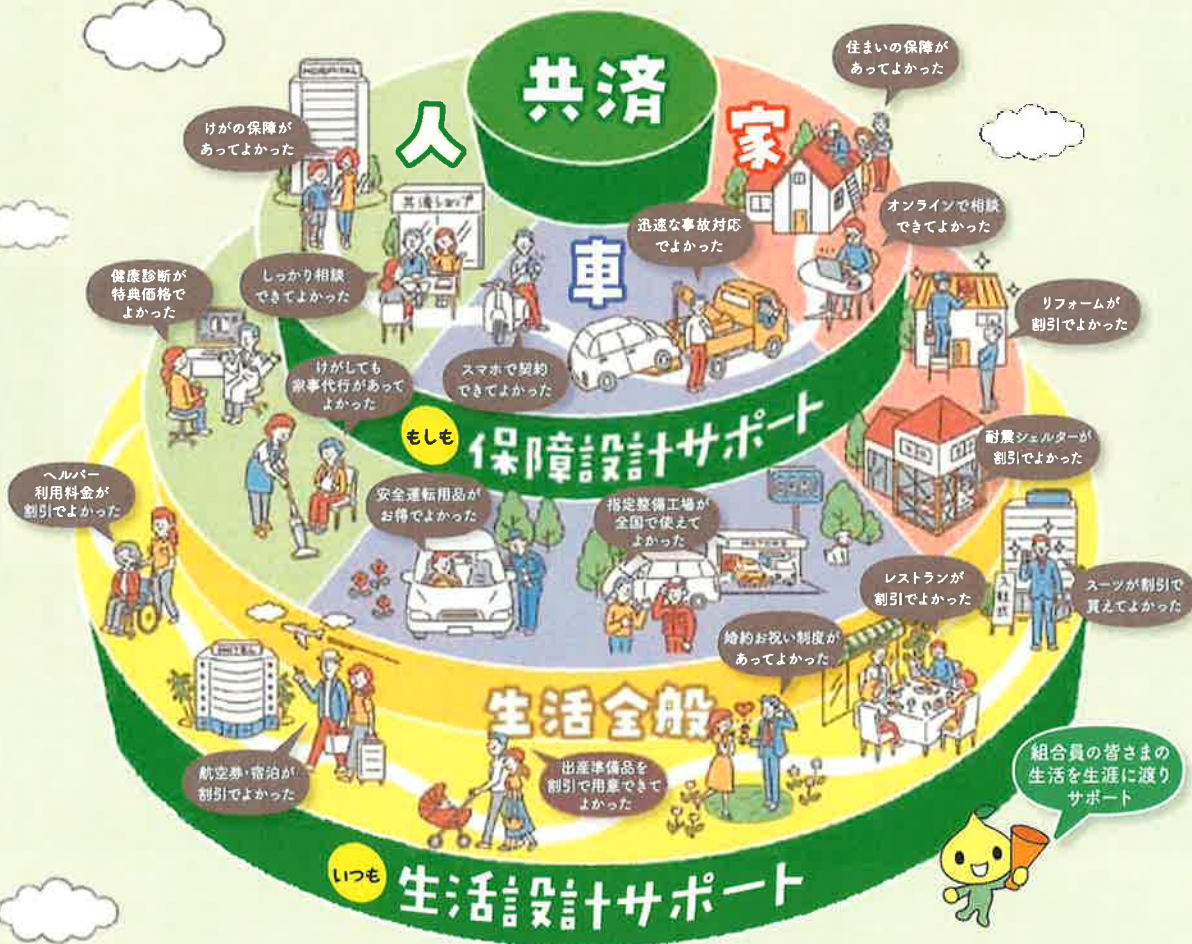 共済
人
家
車
HOSPITAL
けがの保障が
あってよかった
住まいの保障が
あってよかった
共済ショップ
しっかり相談
できてよかった
スマホで契約
できてよかった
迅速な事故対応
でよかった
オンラインで相談
できてよかった
もしも
保障設計サポート
健康診断が
特典価格で
よかった
けがしても
家事代行があって
よかった
リフォームが
割引でよかった
耐震シェルターが
割引でよかった
安全運転用品が
お得でよかった
指定整備工場が
全国で使えて
よかった
ヘルパー
利用料金が
割引でよかった
レストランが
割引でよかった
入社式
スーツが割引で
買えてよかった
婚約お祝い制度が
あってよかった
生活全般
HOTEL
航空券・宿泊が
割引でよかった
出産準備品を
割引で用意できて
よかった
いつも
生活設計サポート
組合員の皆さまの
生活を生涯に渡り
サポート